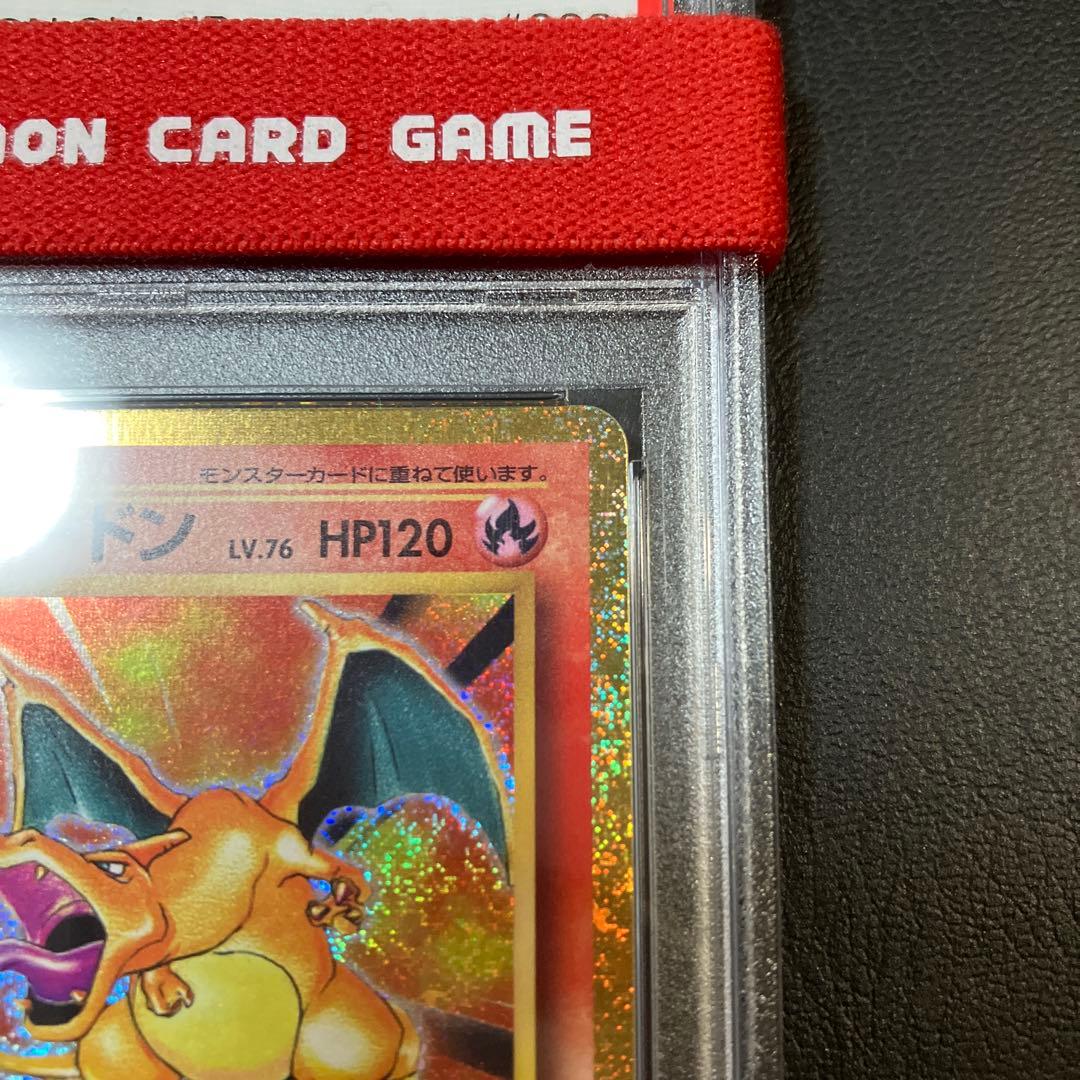 MON CARD GAME
モンスターカードに重ねて使います。
ドン LV.76 HP120